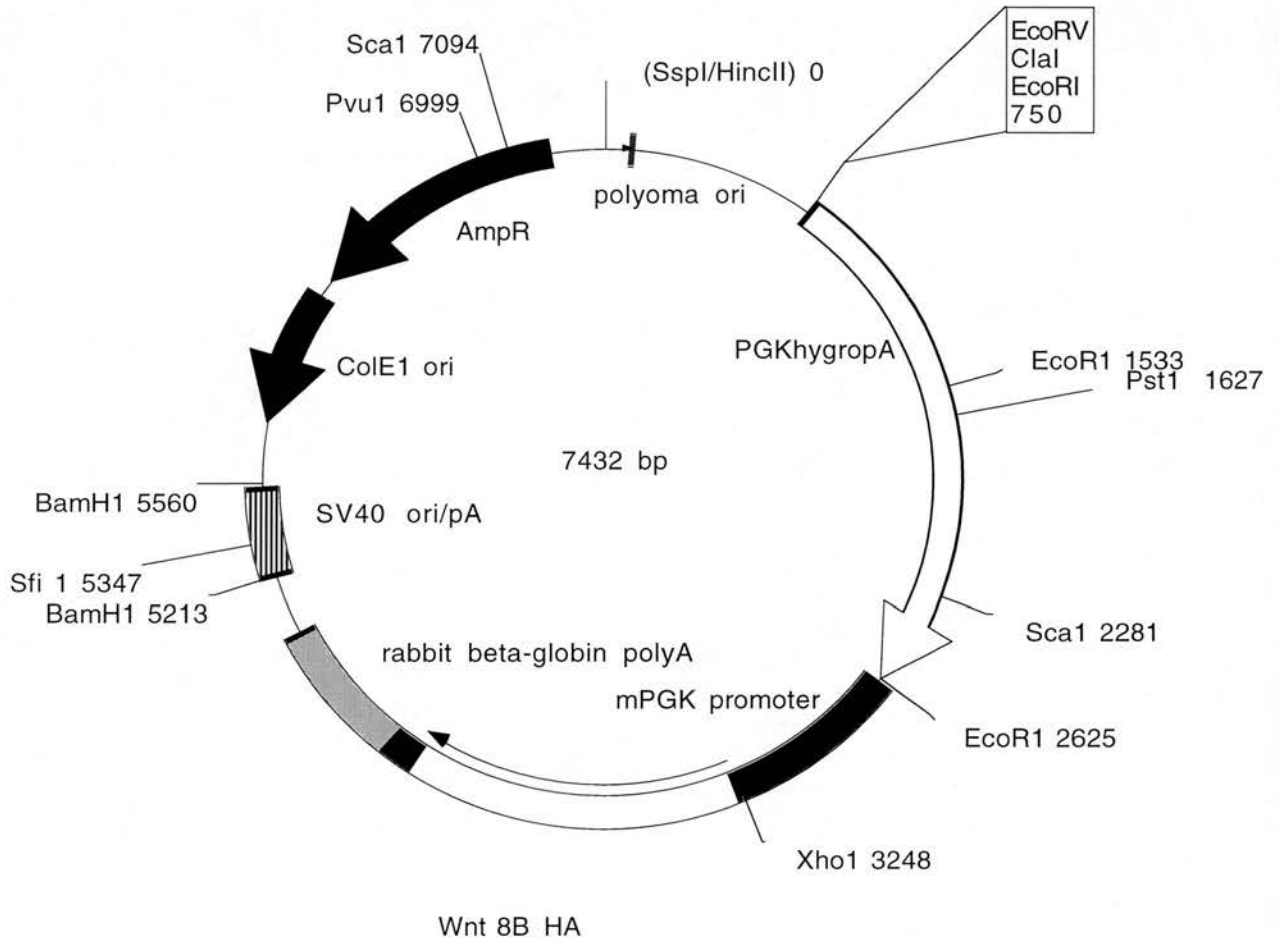 Sca1 7094
(SspI/HincII) 0
EcoRV
ClaI
EcoRI
750
Pvu1 6999
polyoma ori
AmpR
PGKhygropA
EcoR1 1533
Pst1 1627
ColE1 ori
7432 bp
BamH1 5560
SV40 ori/pA
Sfi 1 5347
BamH1 5213
Sca1 2281
rabbit beta-globin polyA
mPGK promoter
EcoR1 2625
Xho1 3248
Wnt 8B HA